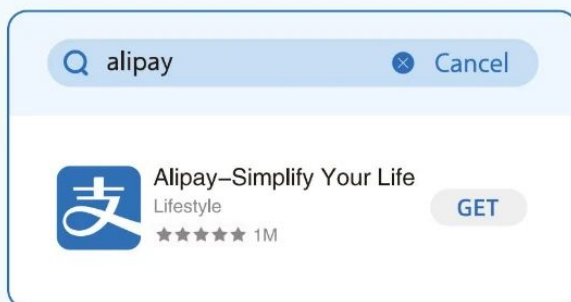 alipay Cancel
支
Alipay–Simplify Your Life
Lifestyle
GET
★★★★★ 1M